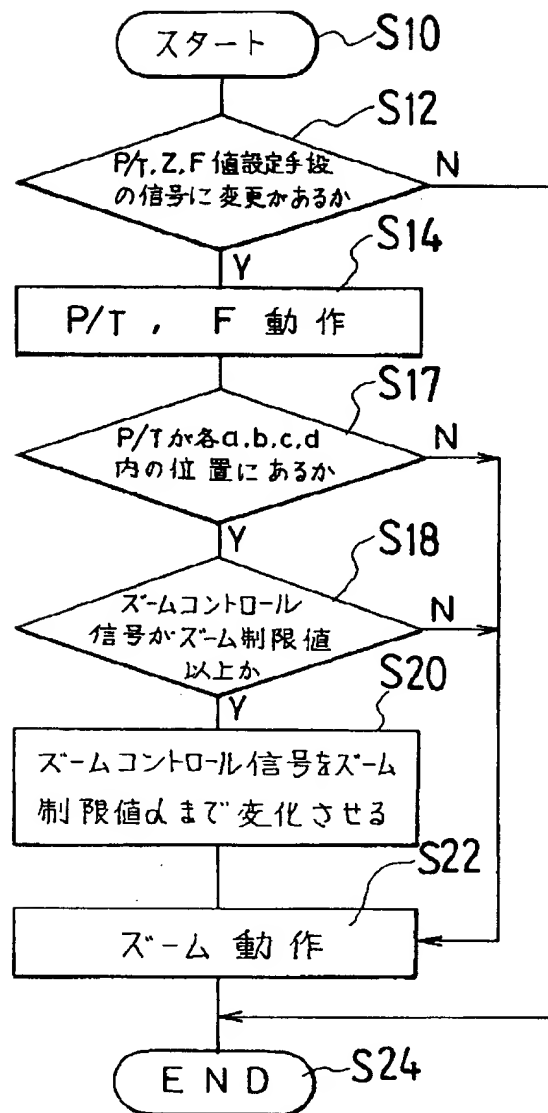 スタート
S10
S12
P/T, Z, F 値設定手段
の信号に変更があるか
N
Y
S14
P/T , F 動作
S17
P/Tが各a.b.c.d
内の位置にあるか
N
Y
S18
ズームコントロール
信号がズーム制限値
以上か
N
Y
S20
ズームコントロール信号をズーム
制限値αまで変化させる
S22
ズーム動作
END
S24